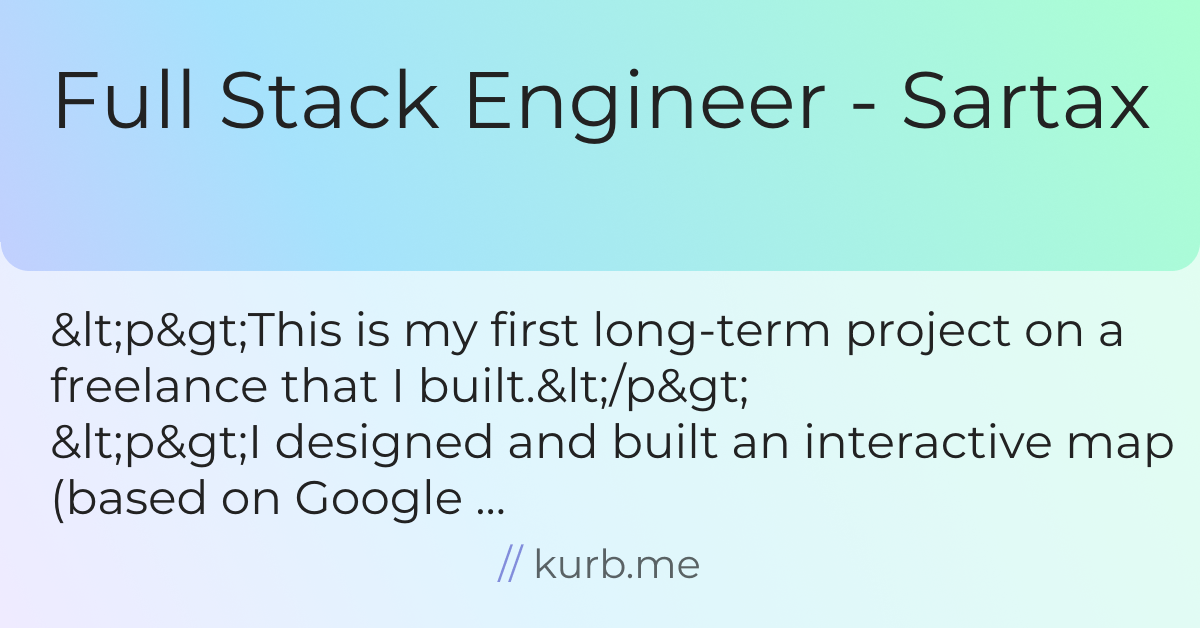 Full Stack Engineer - Sartax
&lt;p&gt;This is my first long-term project on a
freelance that I built.&lt;/p&gt;
&lt;p&gt;I designed and built an interactive map
(based on Google ...
// kurb.me